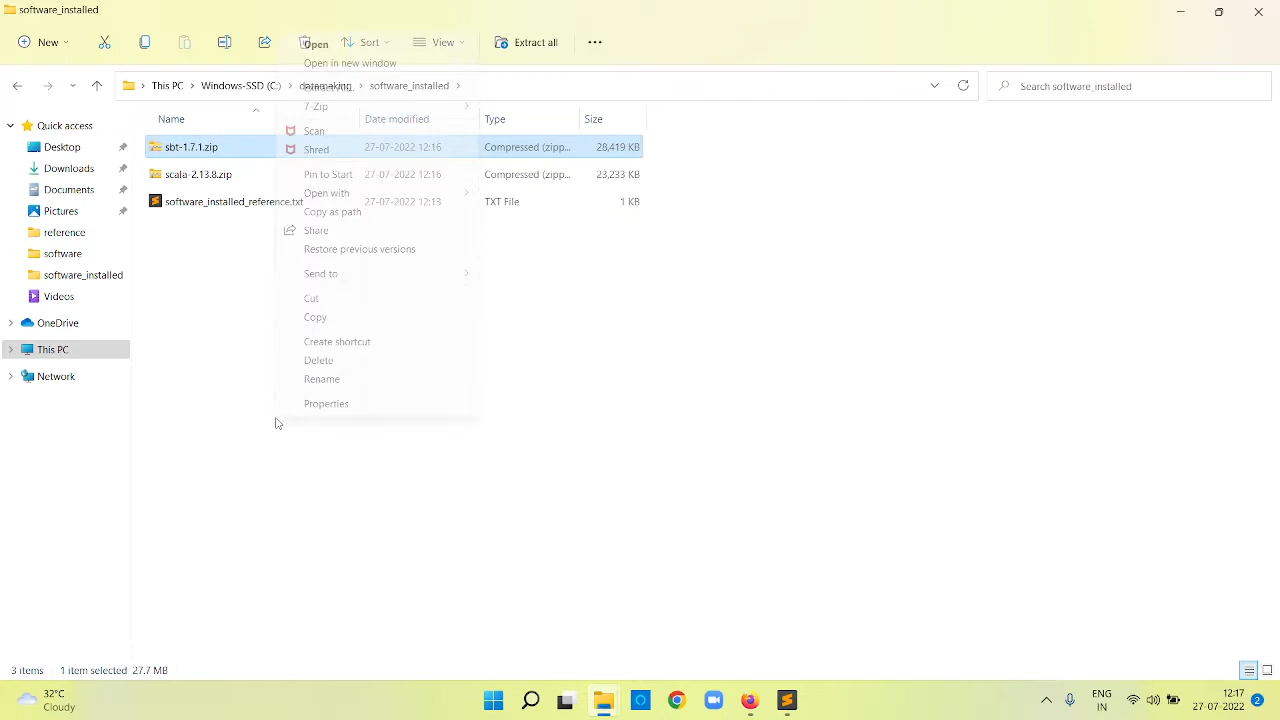 software_installed
New
Sort
View
Extract all
This PC
Windows-SSD (C:)
datamaking
software_installed
Search software_installed
Open
Open in new window
7-Zip
Scan
Shred
Pin to Start
Open with
Copy as path
Share
Restore previous versions
Send to
Cut
Copy
Create shortcut
Delete
Rename
Properties
Name
Date modified
Type
Size
sbt-1.7.1.zip
27-07-2022 12:16
Compressed (zipp...
28,419 KB
scala-2.13.8.zip
27-07-2022 12:16
Compressed (zipp...
23,233 KB
software_installed_reference.txt
27-07-2022 12:13
TXT File
1 KB
Quick access
Desktop
Downloads
Documents
Pictures
reference
software
software_installed
Videos
OneDrive
This PC
Network
3 items
1 item selected
27.7 MB
32°C
Cloudy
ENG
IN
12:17
27-07-2022
2